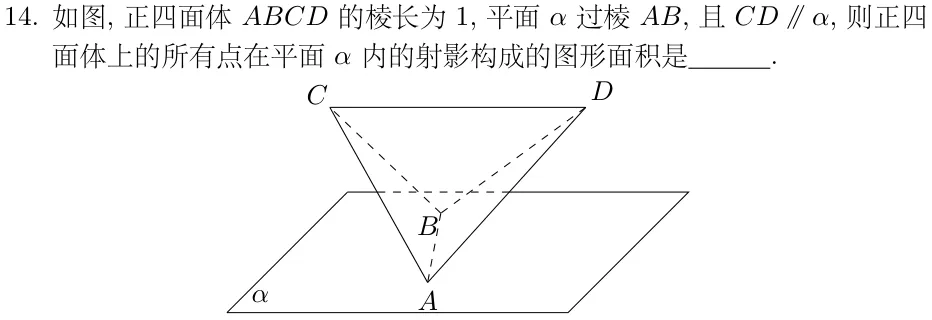 14. 如图, 正四面体 ABCD 的棱长为 1, 平面 α 过棱 AB, 且 CD ∥ α, 则正四
面体上的所有点在平面 α 内的射影构成的图形面积是______.
C
D
B
α
A